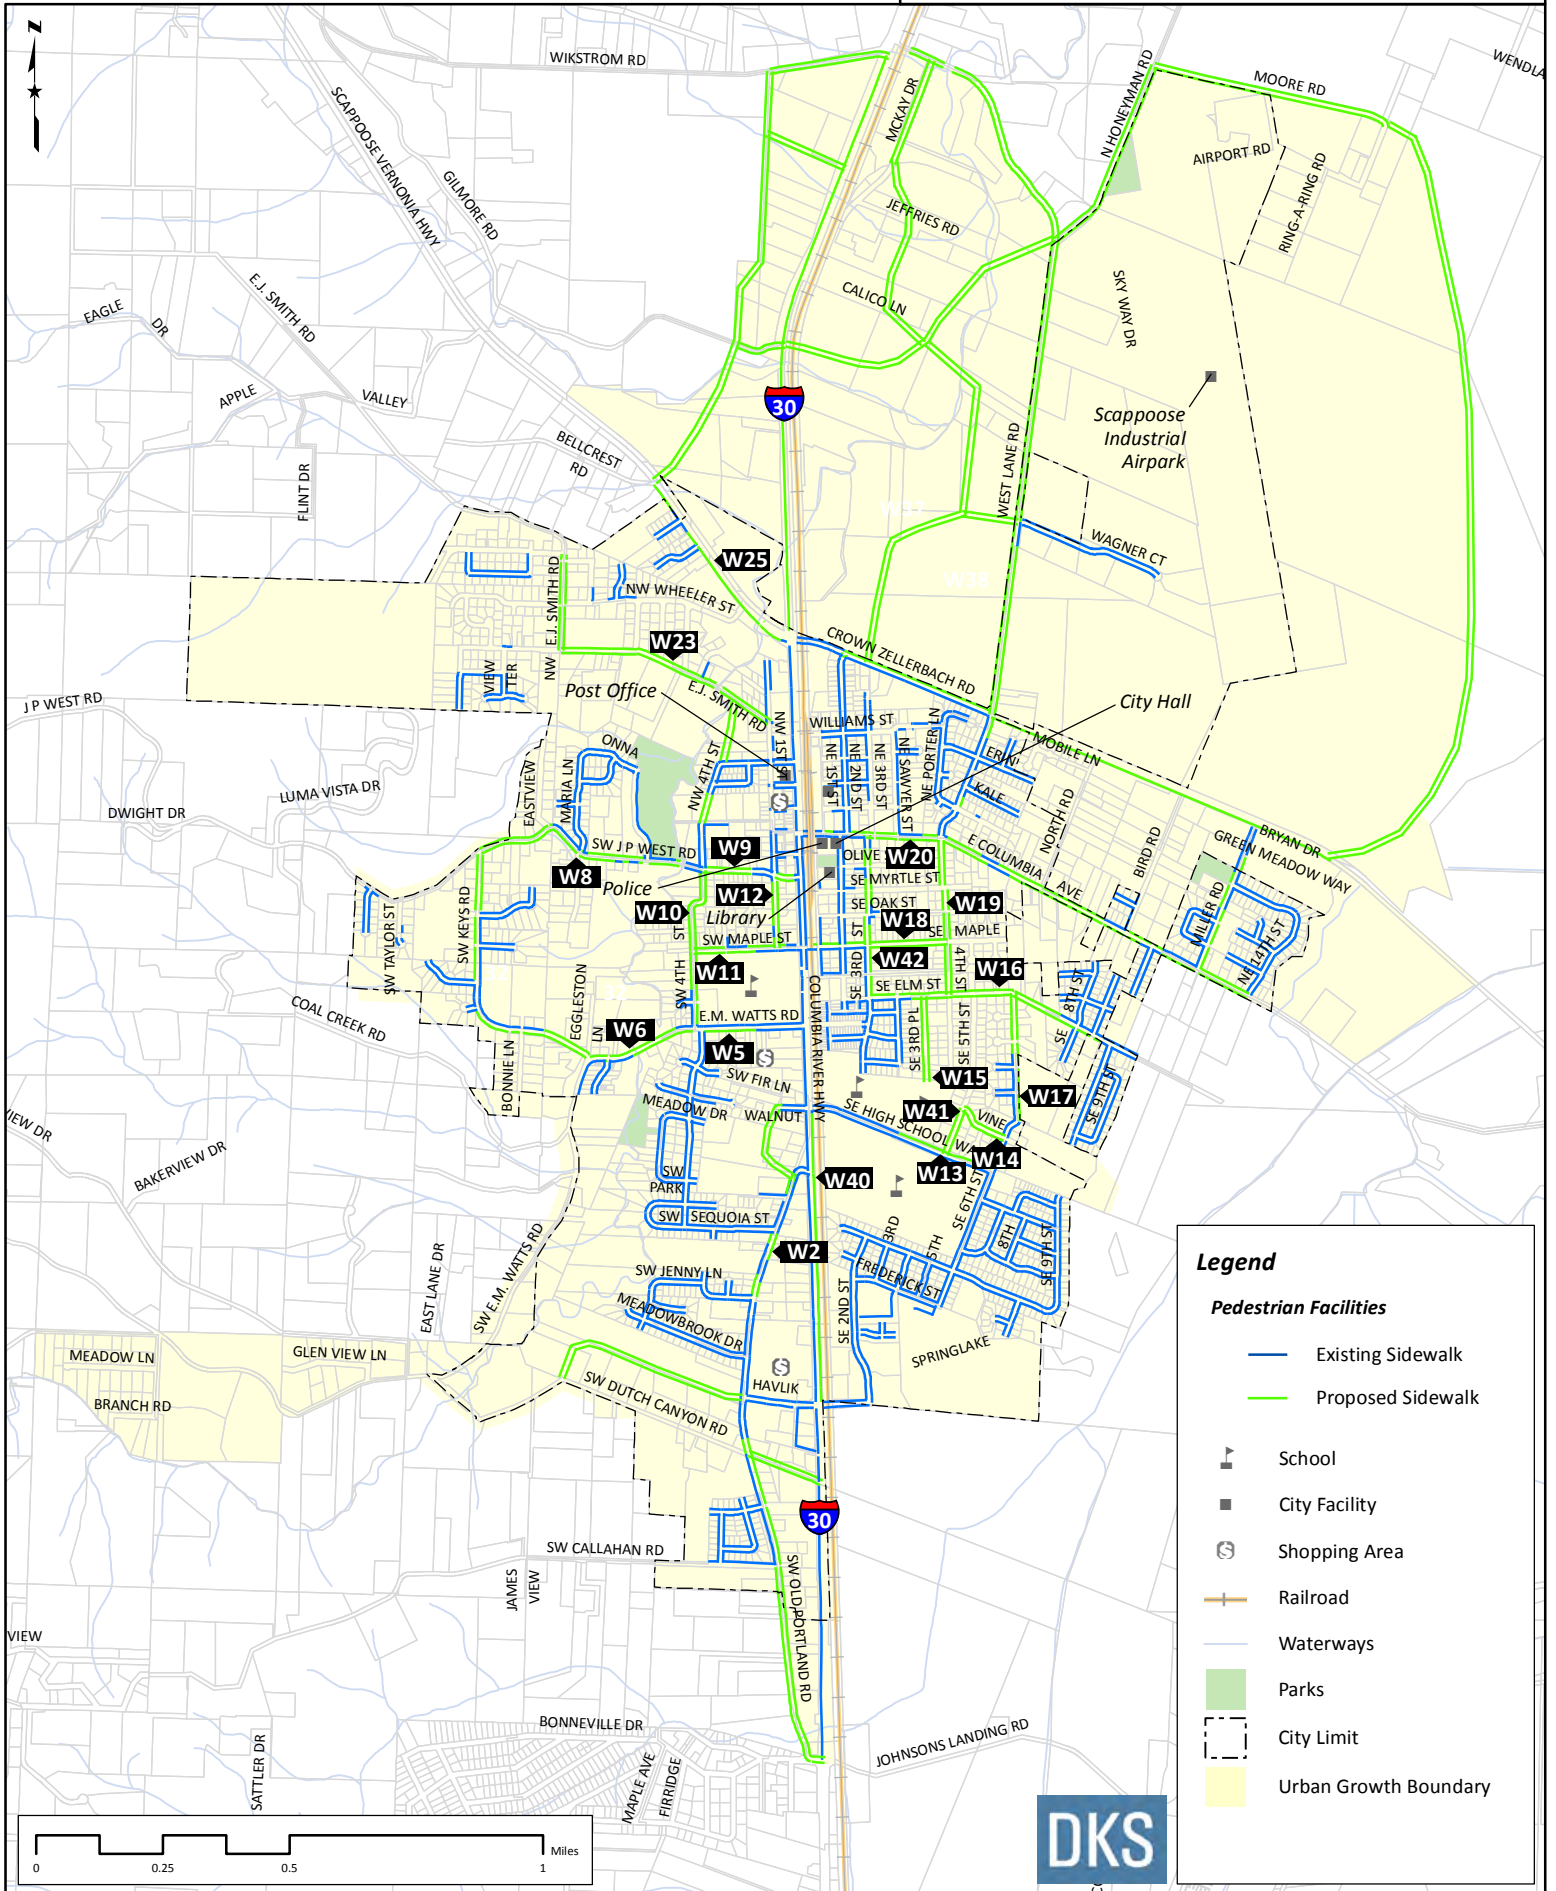 Z
WIKSTROM RD
WENDLA
MOORE RD
N HONEYMAN RD
MCKAY DR
SCAPPOOSE VERNONIA HWY
GILMORE RD
AIRPORT RD
RING-A-RING RD
JEFFRIES RD
E.J. SMITH RD
EAGLE
DR
CALICO LN
SKY WAY DR
APPLE
VALLEY
30
Scappoose
Industrial
Airpark
BELLCREST
RD
FLINT DR
WEST LANE RD
WAGNER CT
W25
W38
NW WHEELER ST
NW E.J. SMITH RD
W23
CROWN ZELLERBACH RD
VIEW
TER
Post Office
E.J. SMITH RD
City Hall
J P WEST RD
NW 1ST ST
WILLIAMS ST
NE PORTER LN
MOBILE LN
ERIN
ONNA
NW 4TH ST
NE 1ST ST
NE 2ND ST
NE 3RD ST
NE SAWYER ST
KALE
EASTVIEW
MARIA LN
LUMA VISTA DR
DWIGHT DR
NORTH RD
BIRD RD
BRYAN DR
GREEN MEADOW WAY
SW J P WEST RD
W9
OLIVE
W20
E COLUMBIA AVE
W8
Police
SE MYRTLE ST
W12
SW KEYS RD
SW TAYLOR ST
W10
Library
SE OAK ST
W19
MILLER RD
W18
ST
SW MAPLE ST
SE MAPLE
NE 14TH ST
SW 4TH
W11
SE 3RD ST
W42
4TH ST
W16
EGGLESTON
LN
SE ELM ST
SE 8TH ST
COAL CREEK RD
E.M. WATTS RD
COLUMBIA RIVER HWY
W6
W5
SE 3RD PL
SE 5TH ST
BONNIE LN
SW FIR LN
W15
W17
SE 9TH ST
MEADOW DR
WALNUT
SE HIGH SCHOOL WA
W41
VINE
VIEW DR
BAKERVIEW DR
W13
W14
SW
PARK
W40
SE 6TH ST
SW SEQUOIA ST
3RD
5TH
8TH
SE 9TH ST
W2
SW E.M. WATTS RD
EAST LANE DR
SW JENNY LN
FREDERICK ST
MEADOWBROOK DR
SE 2ND ST
SPRINGLAKE
MEADOW LN
GLEN VIEW LN
HAVLIK
BRANCH RD
SW DUTCH CANYON RD
30
SW CALLAHAN RD
JAMES
VIEW
SW OLD PORTLAND RD
VIEW
BONNEVILLE DR
JOHNSONS LANDING RD
SATTLER DR
MAPLE AVE
FIRRIDGE
Legend
Pedestrian Facilities
Existing Sidewalk
Proposed Sidewalk
School
City Facility
Shopping Area
Railroad
Waterways
Parks
City Limit
Urban Growth Boundary
DKS
0 0.25 0.5 1 Miles